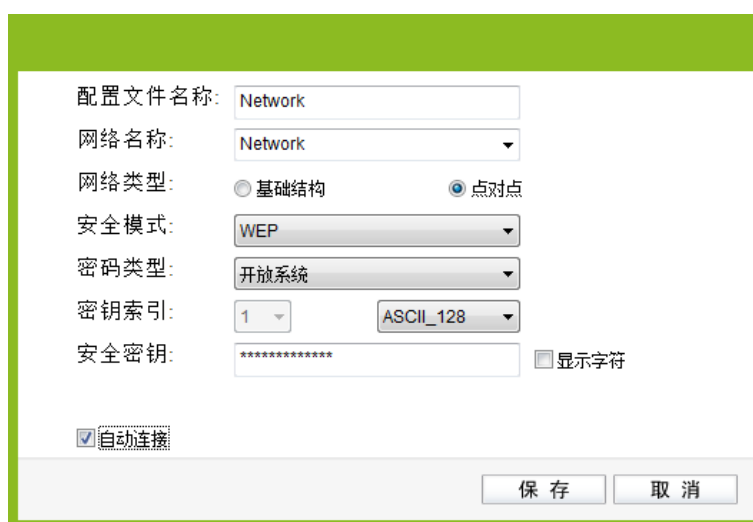 配置文件名称: Network
网络名称: Network
网络类型: 基础结构 点对点
安全模式: WEP
密码类型: 开放系统
密钥索引: 1 ASCII_128
安全密钥: ************* 显示字符
自动连接
保 存 取 消